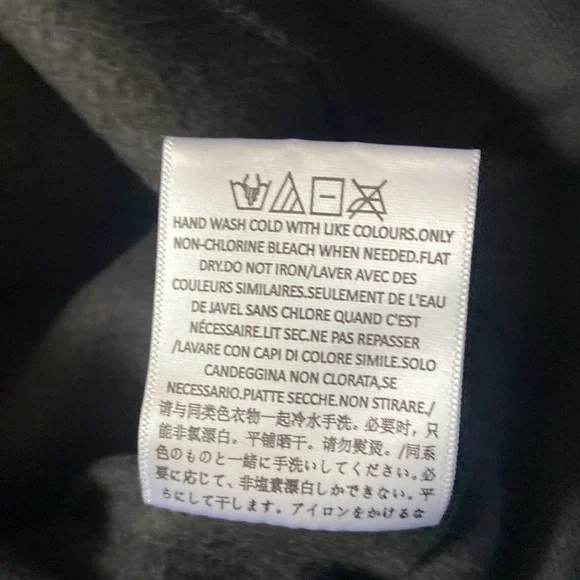 HAND WASH COLD WITH LIKE COLOURS.ONLY
NON-CHLORINE BLEACH WHEN NEEDED.FLAT
DRY.DO NOT IRON/LAVER AVEC DES
COULEURS SIMILAIRES.SEULEMENT DE L'EAU
DE JAVEL SANS CHLORE QUAND C'EST
NÉCESSAIRE.LIT SEC.NE PAS REPASSER
/LAVARE CON CAPI DI COLORE SIMILE.SOLO
CANDEGGINA NON CLORATA,SE
NECESSARIO.PIATTE SECCHE.NON STIRARE./
请与同类色衣物一起冷水手洗。必要时，只
能非氯漂白。平铺晒干。请勿熨烫。/同系
色のものと一緒に手洗いしてください。必
要に応じて、非塩素漂白しかできない。平
らにして干します。アイロンをかけるな